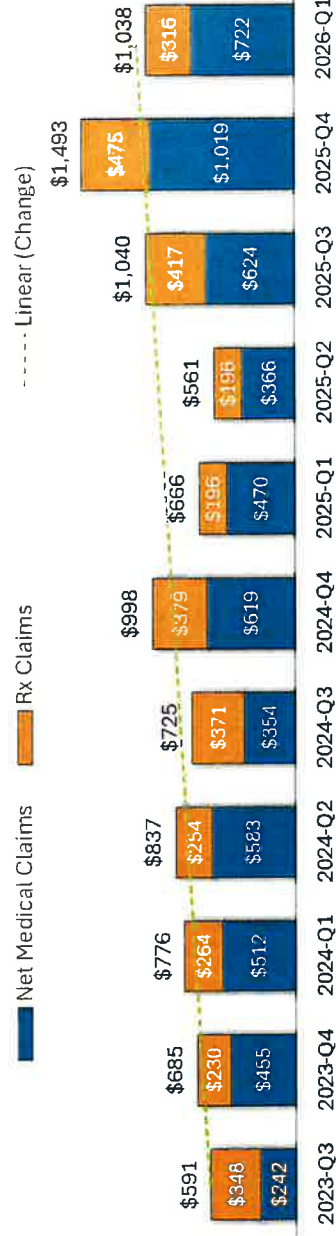 Net Medical Claims
Rx Claims
Linear (Change)
$591
$685
$776
$837
$725
$998
$666
$561
$1,040
$1,493
$1,038
$348
$230
$264
$254
$371
$379
$196
$196
$417
$475
$316
$242
$455
$512
$583
$354
$619
$470
$366
$624
$1,019
$722
2023-Q3
2023-Q4
2024-Q1
2024-Q2
2024-Q3
2024-Q4
2025-Q1
2025-Q2
2025-Q3
2025-Q4
2026-Q1